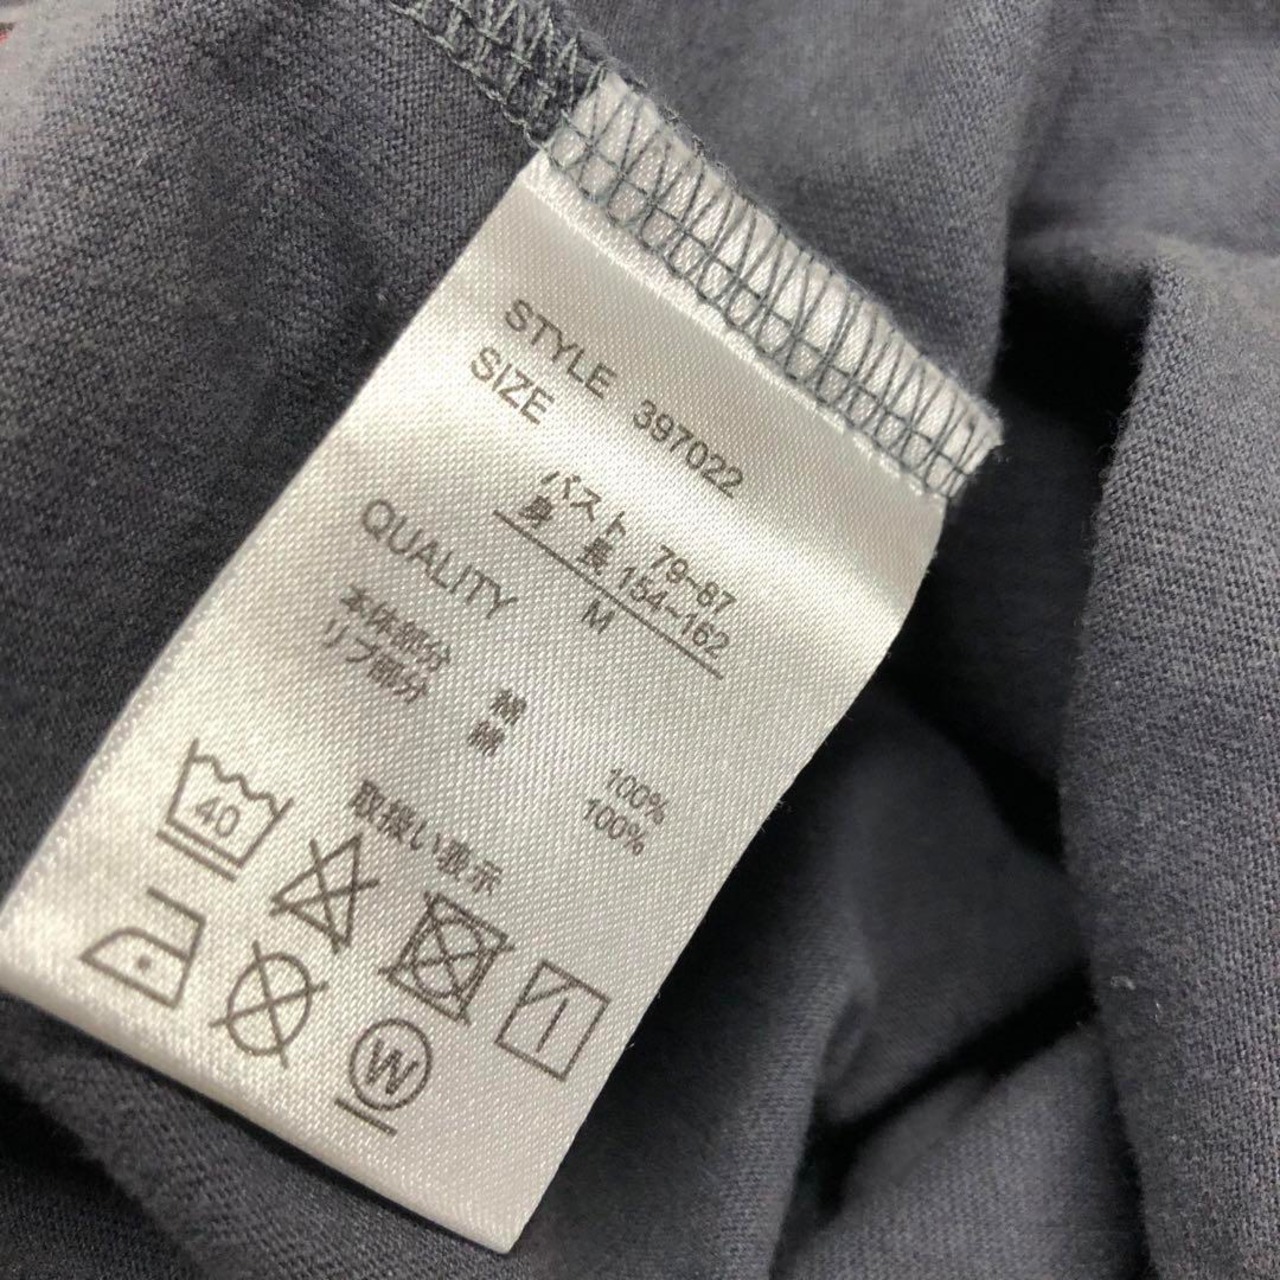 STYLE 397022
SIZE
バスト 79~87
身 長 154~162
M
QUALITY
本体部分 綿 100%
リブ部分 綿 100%
取扱い表示
40
W